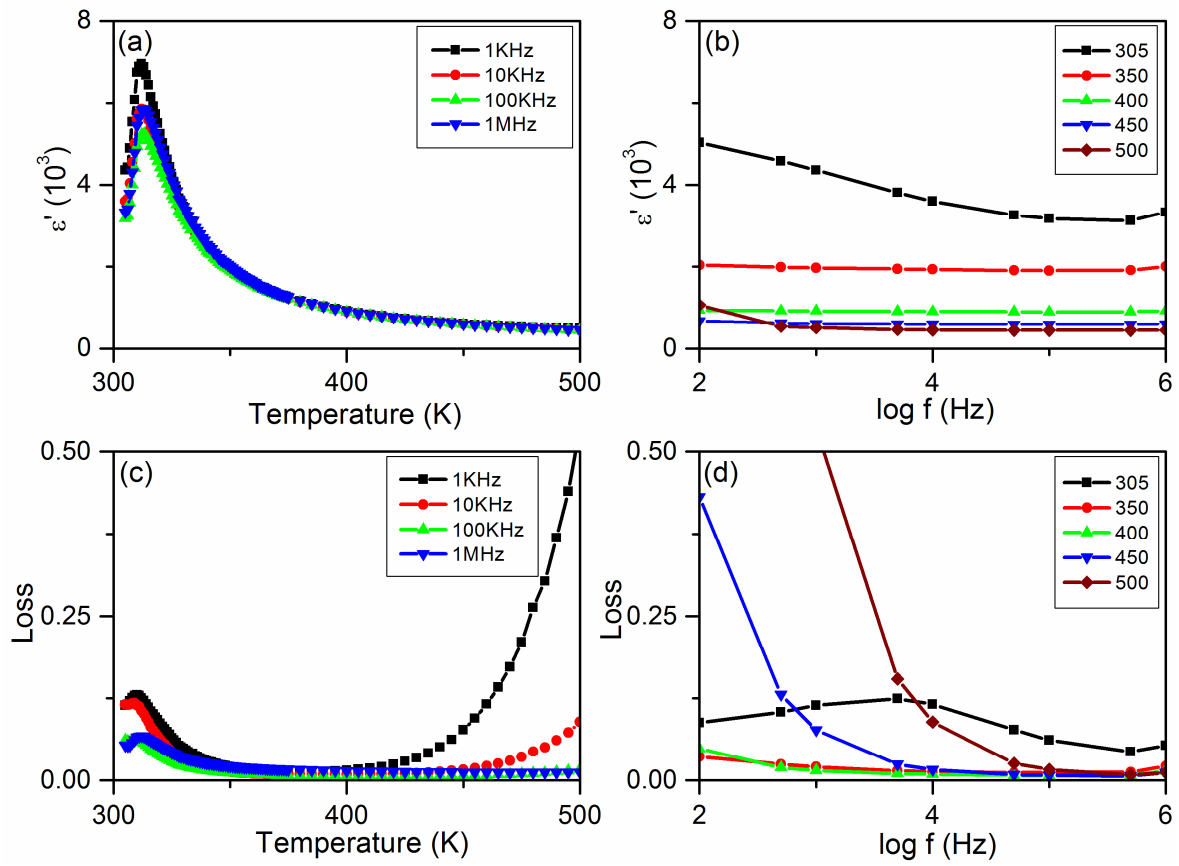 (a)
1KHz
10KHz
100KHz
1MHz
8
4
0
ε' (10³)
300
400
500
Temperature (K)
(b)
305
350
400
450
500
8
4
0
ε' (10³)
2
4
6
log f (Hz)
(c)
1KHz
10KHz
100KHz
1MHz
0.50
0.25
0.00
Loss
300
400
500
Temperature (K)
(d)
305
350
400
450
500
0.50
0.25
0.00
Loss
2
4
6
log f (Hz)